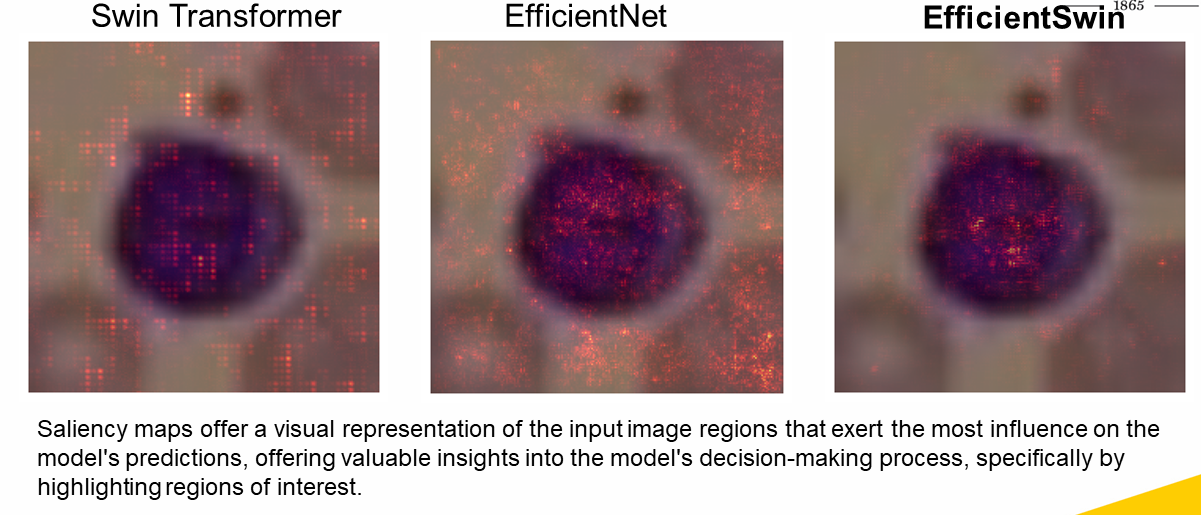 1865
Swin Transformer
EfficientNet
EfficientSwin
Saliency maps offer a visual representation of the input image regions that exert the most influence on the
model's predictions, offering valuable insights into the model's decision-making process, specifically by
highlighting regions of interest.